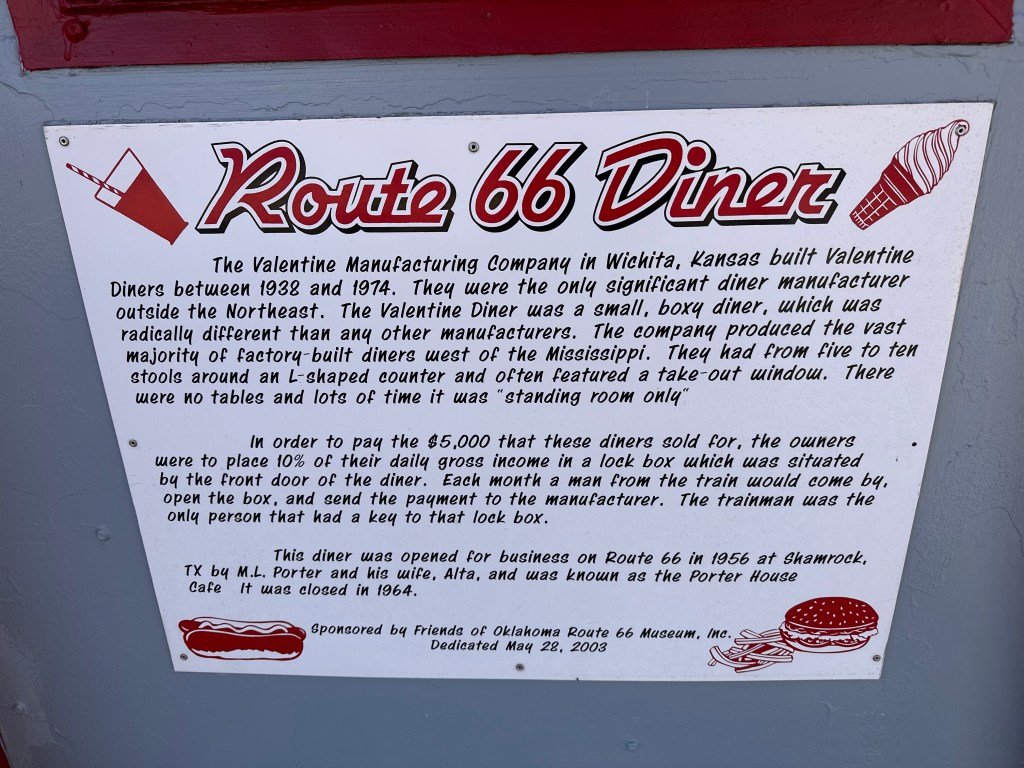 Route 66 Diner
The Valentine Manufacturing Company in Wichita, Kansas built Valentine
Diners between 1938 and 1974. They were the only significant diner manufacturer
outside the Northeast. The Valentine Diner was a small, boxy diner, which was
radically different than any other manufacturers. The company produced the vast
majority of factory-built diners west of the Mississippi. They had from five to ten
stools around an L-shaped counter and often featured a take-out window. There
were no tables and lots of time it was "standing room only"
In order to pay the $5,000 that these diners sold for, the owners
were to place 10% of their daily gross income in a lock box which was situated
by the front door of the diner. Each month a man from the train would come by,
open the box, and send the payment to the manufacturer. The trainman was the
only person that had a key to that lock box.
This diner was opened for business on Route 66 in 1956 at Shamrock,
TX by M.L. Porter and his wife, Alta, and was known as the Porter House
Cafe It was closed in 1964.
Sponsored by Friends of Oklahoma Route 66 Museum, Inc.
Dedicated May 28, 2003